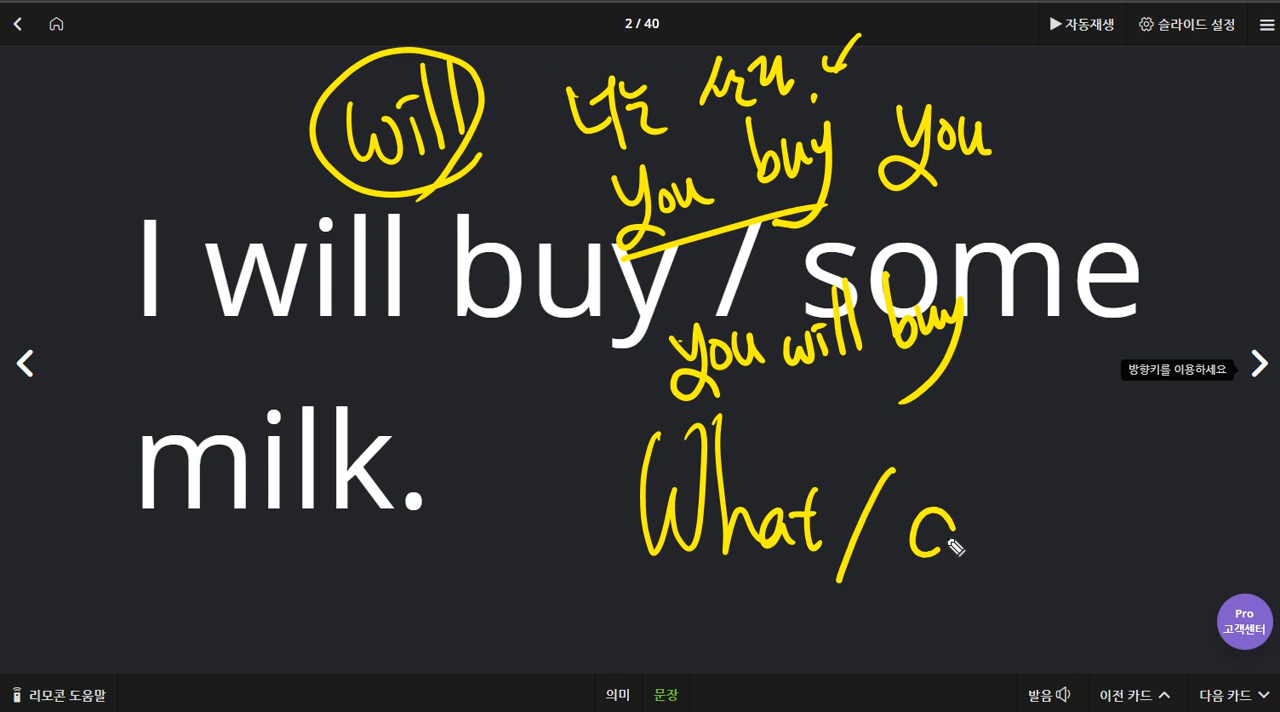 2 / 40
자동재생
슬라이드 설정
will
너는
you buy
you
I will buy / some
you will buy
방향키를 이용하세요
milk.
What / c
Pro
고객센터
리모콘 도움말
의미
문장
발음
이전 카드
다음 카드